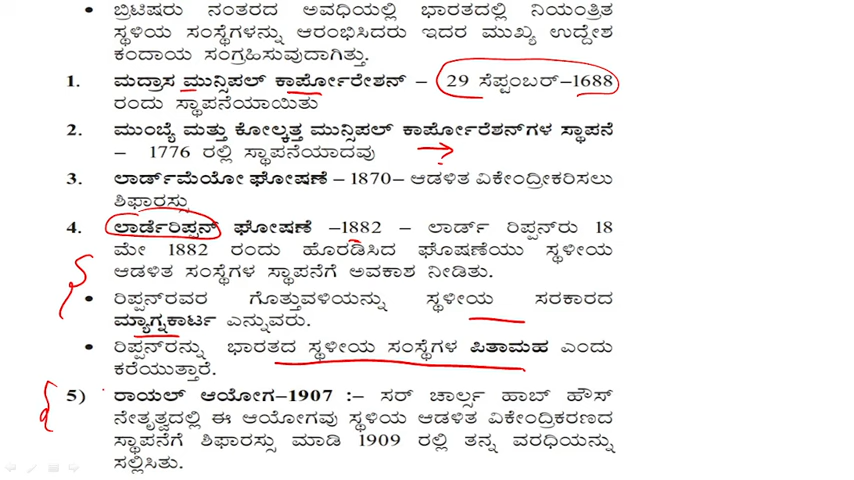 • ಬ್ರಿಟಿಷರು ನಂತರದ ಅವಧಿಯಲ್ಲಿ ಭಾರತದಲ್ಲಿ ನಿಯಂತ್ರಿತ
ಸ್ಥಳೀಯ ಸಂಸ್ಥೆಗಳನ್ನು ಆರಂಭಿಸಿದರು ಇದರ ಮುಖ್ಯ ಉದ್ದೇಶ
ಕಂದಾಯ ಸಂಗ್ರಹಿಸುವುದಾಗಿತ್ತು.
1. ಮದ್ರಾಸ ಮುನ್ಸಿಪಲ್ ಕಾರ್ಪೋರೇಶನ್ – 29 ಸೆಪ್ಟಂಬರ್–1688
ರಂದು ಸ್ಥಾಪನೆಯಾಯಿತು
2. ಮುಂಬೈ ಮತ್ತು ಕೋಲ್ಕತ್ತ ಮುನ್ಸಿಪಲ್ ಕಾರ್ಪೋರೆಶನ್‌ಗಳ ಸ್ಥಾಪನೆ
– 1776 ರಲ್ಲಿ ಸ್ಥಾಪನೆಯಾದವು
3. ಲಾರ್ಡ್‌ಮೆಯೋ ಘೋಷಣೆ – 1870– ಆಡಳಿತ ವಿಕೇಂದ್ರೀಕರಿಸಲು
ಶಿಫಾರಸ್ಸು
4. ಲಾರ್ಡೆರಿಪ್ಪನ್ ಘೋಷಣೆ –1882 – ಲಾರ್ಡ್ ರಿಪ್ಪನ್‌ರು 18
ಮೇ 1882 ರಂದು ಹೊರಡಿಸಿದ ಘೊಷಣೆಯು ಸ್ಥಳೀಯ
ಆಡಳಿತ ಸಂಸ್ಥೆಗಳ ಸ್ಥಾಪನೆಗೆ ಅವಕಾಶ ನೀಡಿತು.
• ರಿಪ್ಪನ್‌ರವರ ಗೊತ್ತುವಳಿಯನ್ನು ಸ್ಥಳೀಯ ಸರಕಾರದ
ಮ್ಯಾಗ್ನಕಾರ್ಟ ಎನ್ನುವರು.
• ರಿಪ್ಪನ್‌ರನ್ನು ಭಾರತದ ಸ್ಥಳೀಯ ಸಂಸ್ಥೆಗಳ ಪಿತಾಮಹ ಎಂದು
ಕರೆಯುತ್ತಾರೆ.
5) ರಾಯಲ್ ಆಯೋಗ–1907 :– ಸರ್ ಚಾರ್ಲ್ಸ ಹಾಬ್ ಹೌಸ್
ನೇತೃತ್ವದಲ್ಲಿ ಈ ಆಯೋಗವು ಸ್ಥಳಿಯ ಆಡಳಿತ ವಿಕೇಂದ್ರಿಕರಣದ
ಸ್ಥಾಪನೆಗೆ ಶಿಫಾರಸ್ಸು ಮಾಡಿ 1909 ರಲ್ಲಿ ತನ್ನ ವರಧಿಯನ್ನು
ಸಲ್ಲಿಸಿತು.